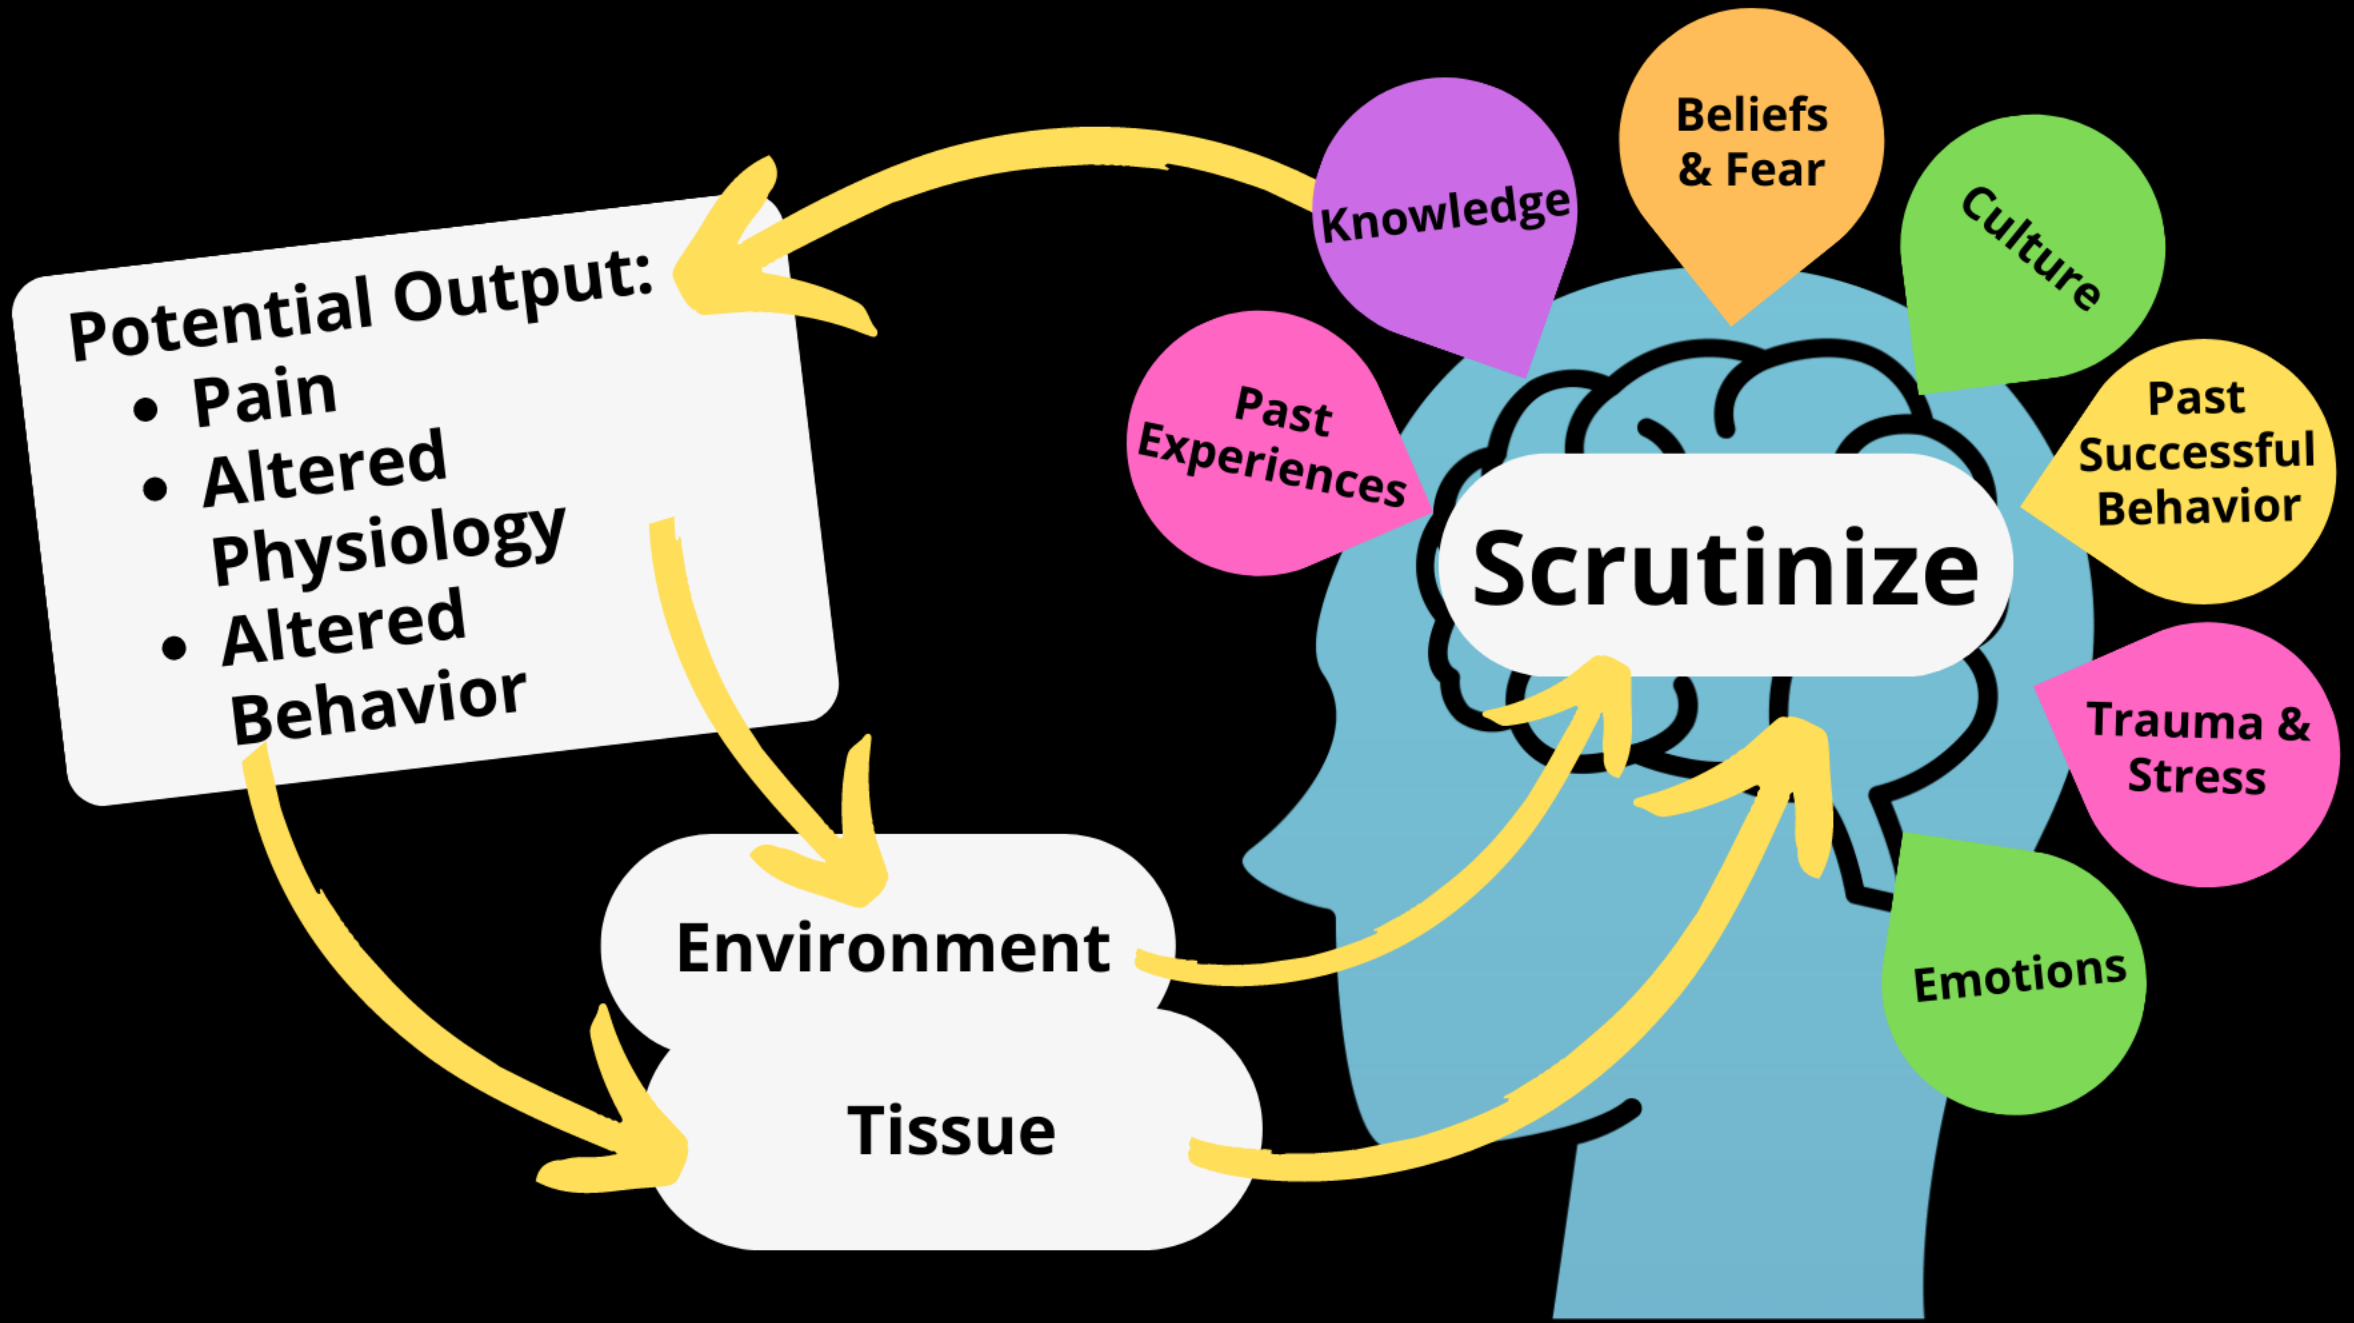 Potential Output:
• Pain
• Altered
Physiology
• Altered
Behavior
Environment
Tissue
Scrutinize
Past
Experiences
Knowledge
Beliefs
& Fear
Culture
Past
Successful
Behavior
Trauma &
Stress
Emotions